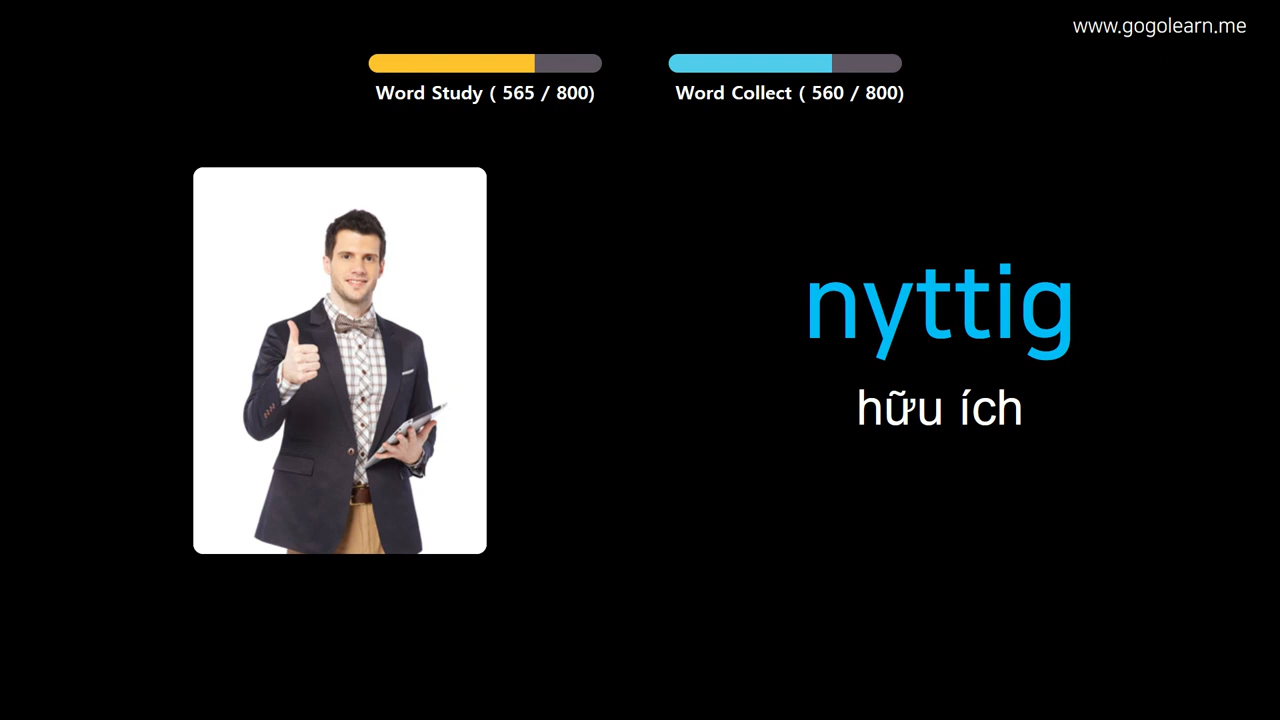 www.gogolearn.me
Word Study ( 565 / 800)
Word Collect ( 560 / 800)
nyttig
hữu ích